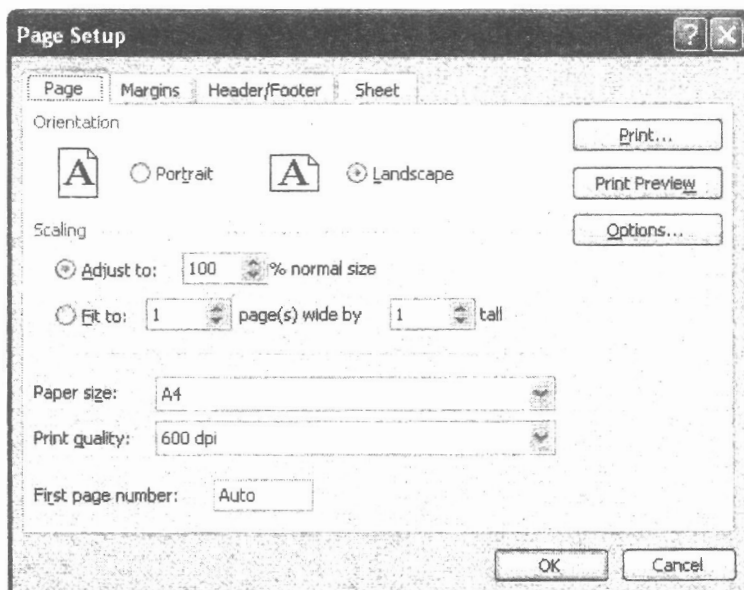 Page Setup
Page Margins Header/Footer Sheet
Orientation
A Portrait A Landscape
Print...
Print Preview
Options...
Scaling
Adjust to: 100 % normal size
Fit to: 1 page(s) wide by 1 tall
Paper size: A4
Print quality: 600 dpi
First page number: Auto
OK Cancel